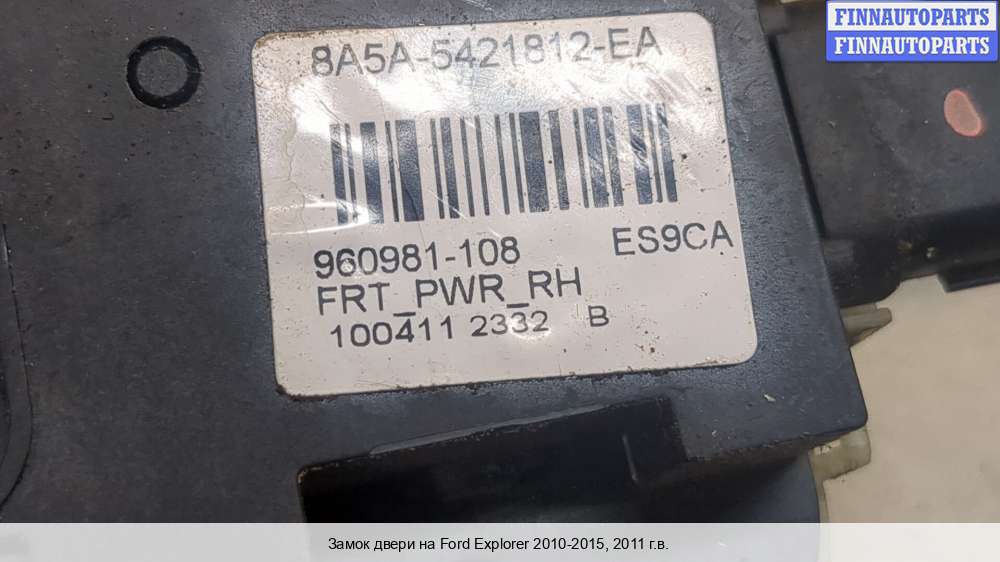 FINNAUTOPARTS
FINNAUTOPARTS
8A5A-5421812-EA
960981-108 ES9CA
FRT_PWR_RH
100411 2332 B
Замок двери на Ford Explorer 2010-2015, 2011 г.в.